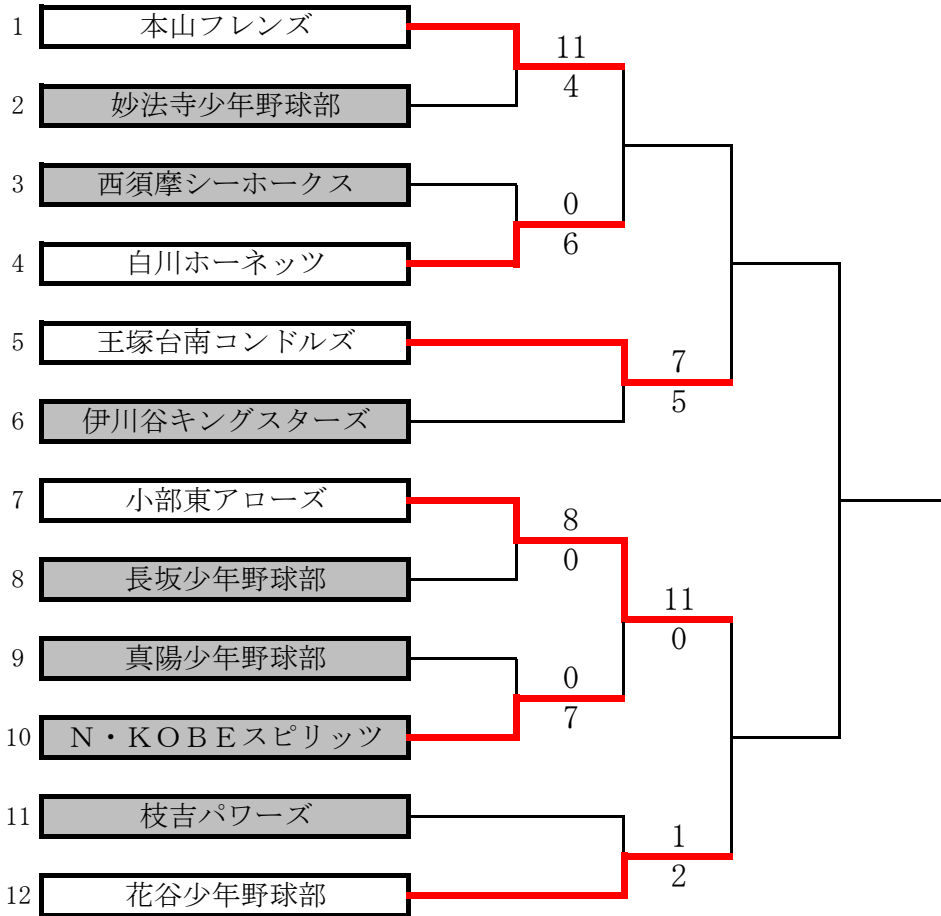 1 本山フレンズ
11
4
2 妙法寺少年野球部
3 西須摩シーホークス
0
6
4 白川ホーネッツ
5 王塚台南コンドルズ
7
5
6 伊川谷キングスターズ
7 小部東アローズ
8
0
8 長坂少年野球部
11
0
9 真陽少年野球部
0
7
10 N・KOBEスピリッツ
11 枝吉パワーズ
1
2
12 花谷少年野球部